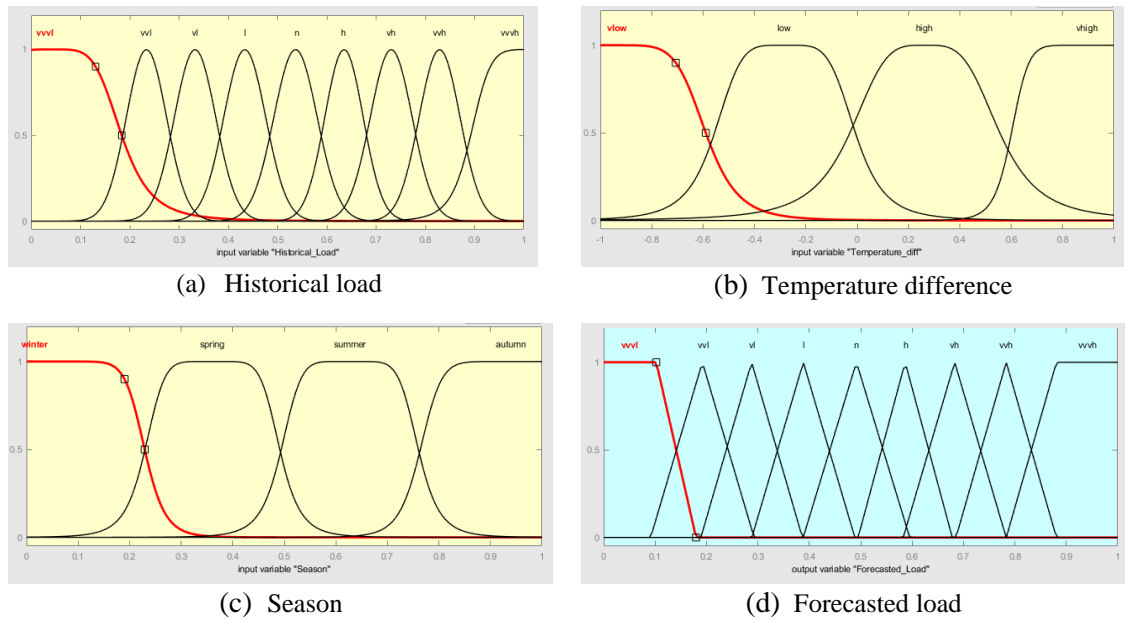 vvvl vvl vl l n h vh vvh vvvh
1
0.5
0
0 0.1 0.2 0.3 0.4 0.5 0.6 0.7 0.8 0.9 1
input variable "Historical_Load"
(a) Historical load
vlow low high vhigh
1
0.5
0
-1 -0.8 -0.6 -0.4 -0.2 0 0.2 0.4 0.6 0.8 1
input variable "Temperature_diff"
(b) Temperature difference
winter spring summer autumn
1
0.5
0
0 0.1 0.2 0.3 0.4 0.5 0.6 0.7 0.8 0.9 1
input variable "Season"
(c) Season
vvvl vvl vl l n h vh vvh vvvh
1
0.5
0
0 0.1 0.2 0.3 0.4 0.5 0.6 0.7 0.8 0.9 1
output variable "Forecasted_Load"
(d) Forecasted load